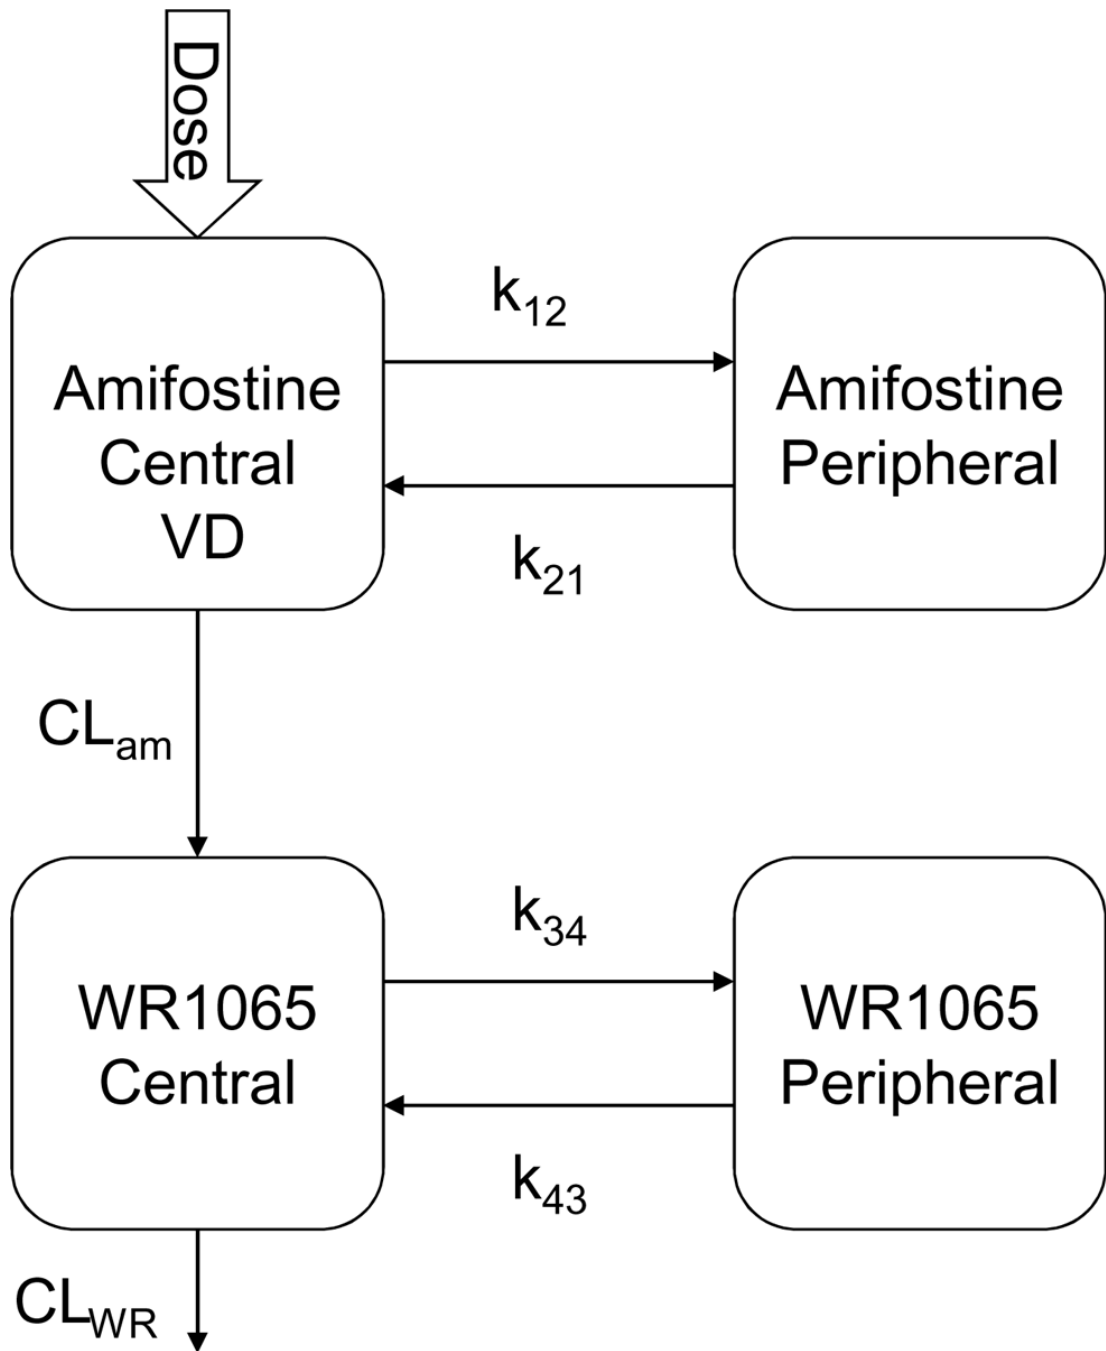 Dose
k12
Amifostine
Central
VD
Amifostine
Peripheral
k21
CLam
k34
WR1065
Central
WR1065
Peripheral
k43
CLWR